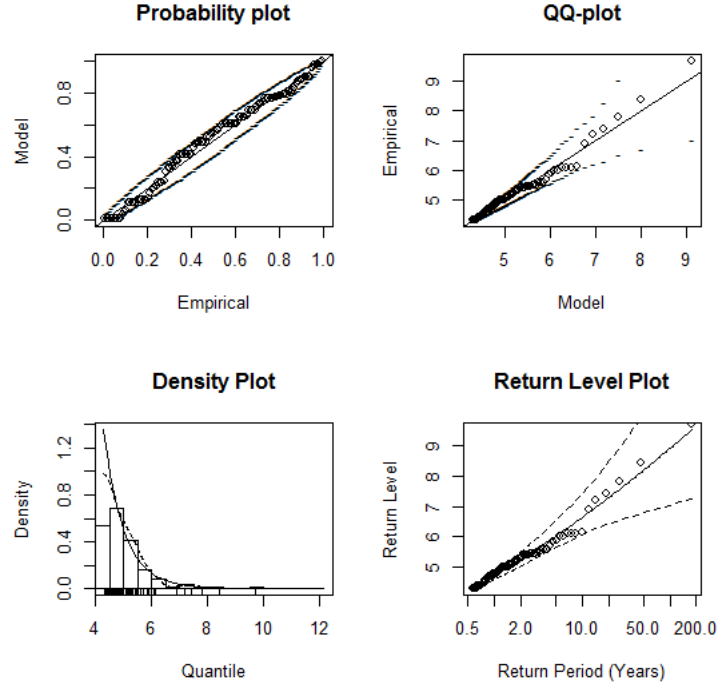 Probability plot
Model
0.0 0.4 0.8
0.0 0.2 0.4 0.6 0.8 1.0
Empirical
QQ-plot
Empirical
5 6 7 8 9
5 6 7 8 9
Model
Density Plot
Density
0.0 0.4 0.8 1.2
4 6 8 10 12
Quantile
Return Level Plot
Return Level
5 6 7 8 9
0.5 2.0 10.0 50.0 200.0
Return Period (Years)